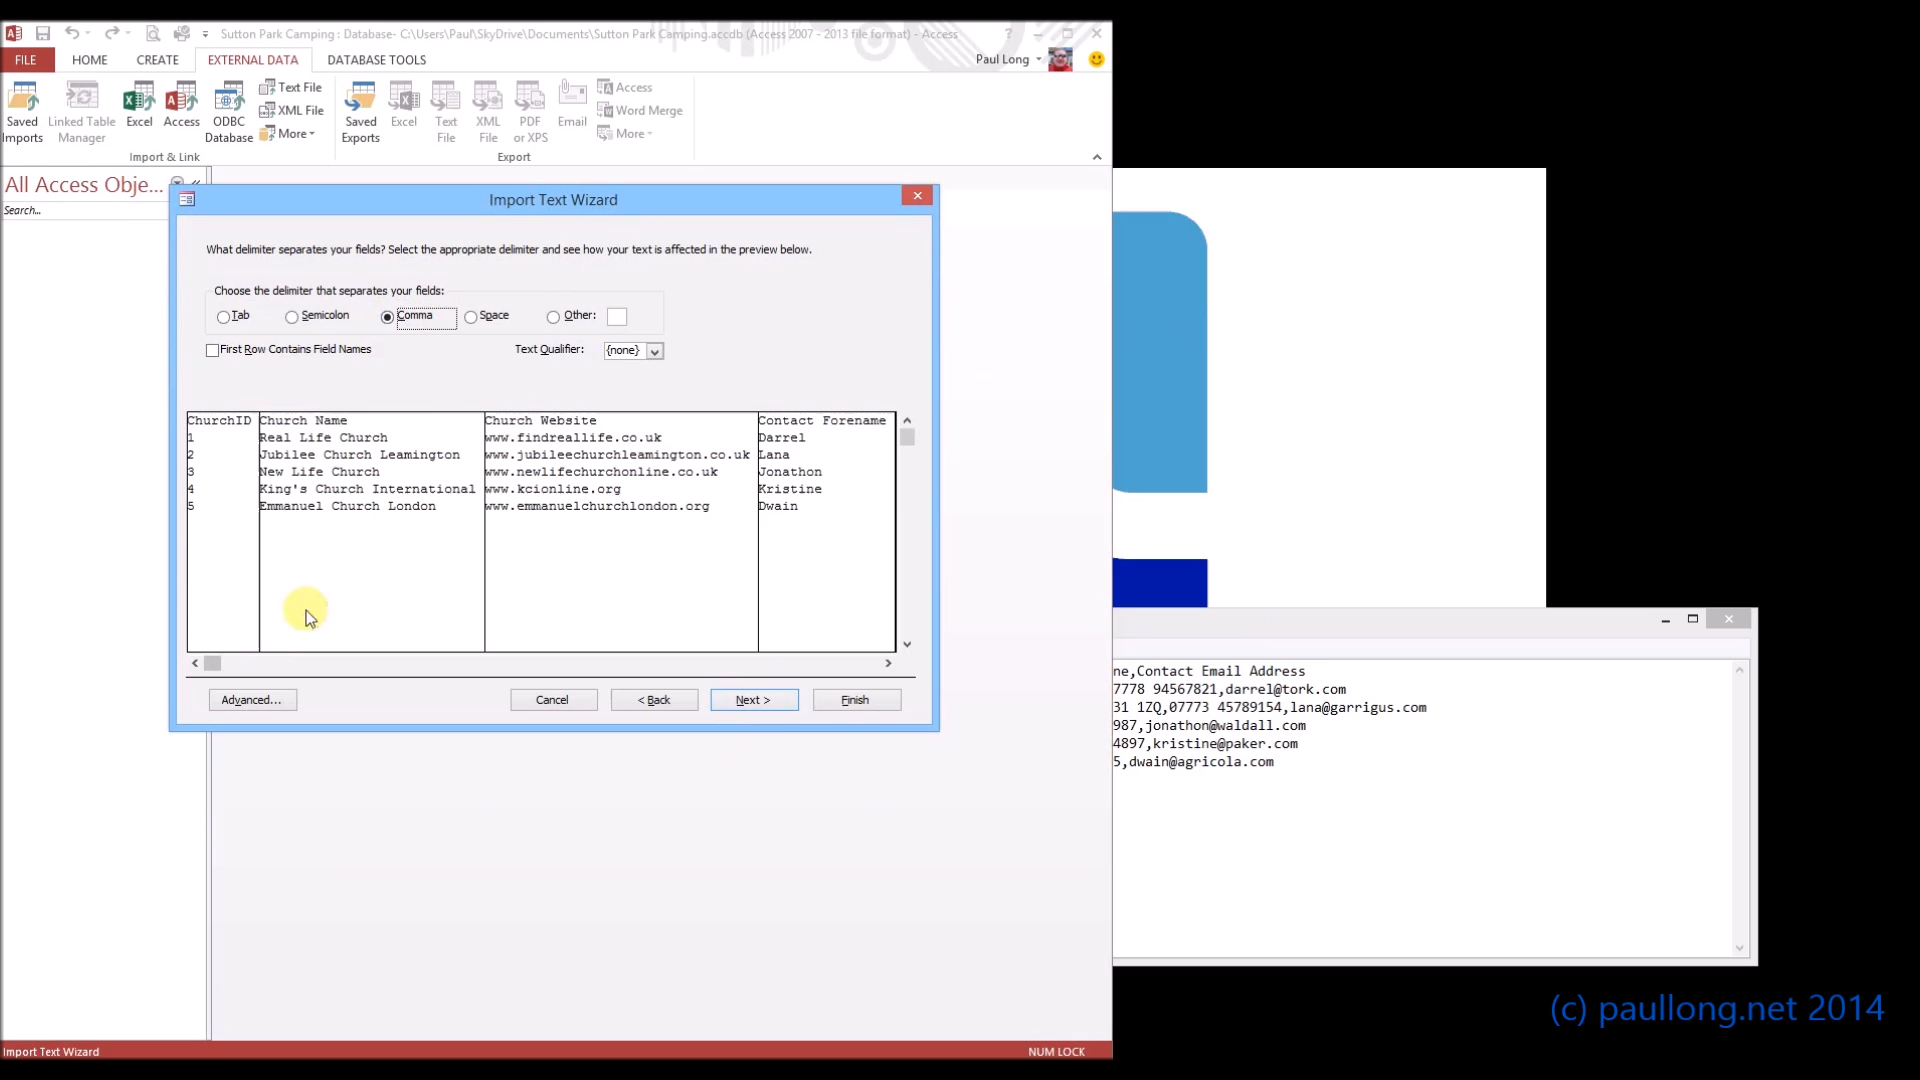 Sutton Park Camping : Database- C:\Users\Paul\SkyDrive\Documents\Sutton Park Camping.accdb (Access 2007 - 2013 file format) - Access
?
FILE HOME CREATE EXTERNAL DATA DATABASE TOOLS
Paul Long
Saved Imports
Linked Table Manager
Excel
Access
ODBC Database
Text File
XML File
More
Import & Link
Saved Exports
Excel
Text File
XML File
PDF or XPS
Email
Access
Word Merge
More
Export
All Access Obje...
Search...
Import Text Wizard
What delimiter separates your fields? Select the appropriate delimiter and see how your text is affected in the preview below.
Choose the delimiter that separates your fields:
Tab Semicolon Comma Space Other:
First Row Contains Field Names Text Qualifier: {none}
ChurchID Church Name Church Website Contact Forename
1 Real Life Church www.findreallife.co.uk Darrel
2 Jubilee Church Leamington www.jubileechurchleamington.co.uk Lana
3 New Life Church www.newlifechurchonline.co.uk Jonathon
4 King's Church International www.kcionline.org Kristine
5 Emmanuel Church London www.emmanuelchurchlondon.org Dwain
Advanced... Cancel < Back Next > Finish
ne,Contact Email Address
7778 94567821,darrel@tork.com
31 1ZQ,07773 45789154,lana@garrigus.com
987,jonathon@waldall.com
4897,kristine@paker.com
5,dwain@agricola.com
(c) paullong.net 2014
Import Text Wizard NUM LOCK